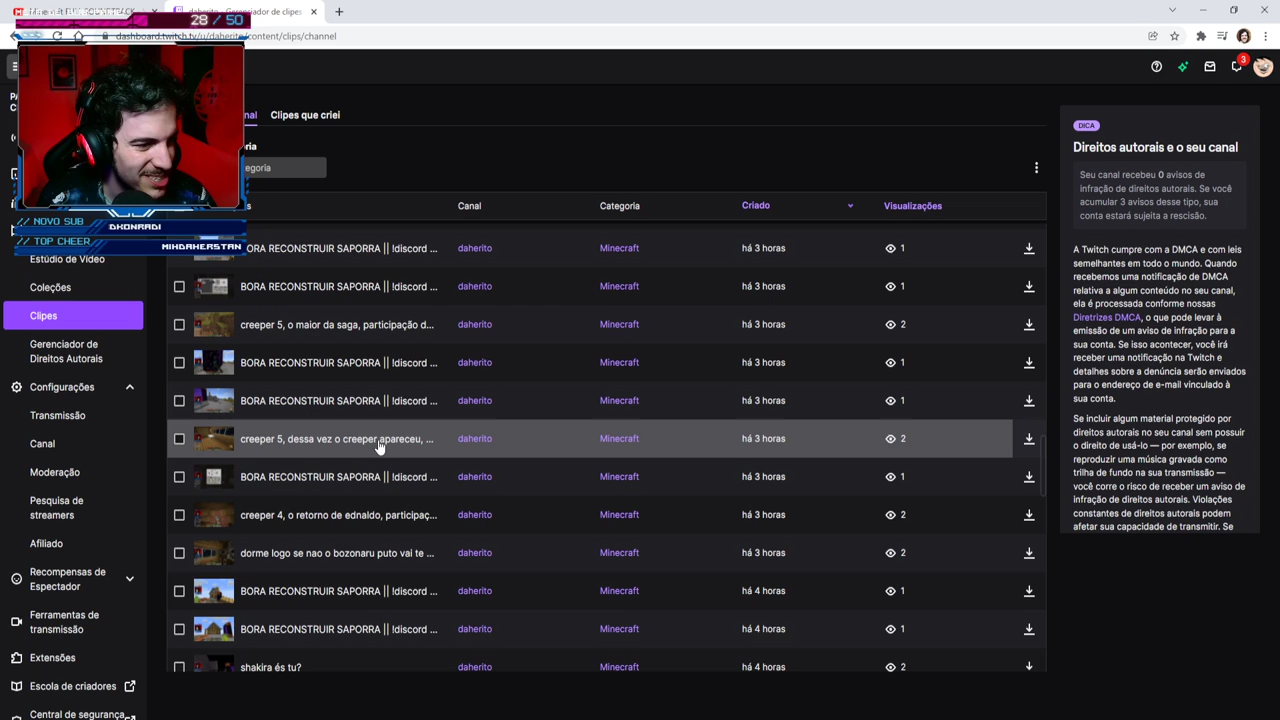 28 / 50
daherito - Gerenciador de clipes
dashboard.twitch.tv/u/daherito/content/clips/channel
3
Clipes que criei
egoria
Canal
Categoria
Criado
Visualizações
// NOVO SUB
DKONRADI
// TOP CHEER
MIHDAHERSTAN
Estúdio de Vídeo
Coleções
Clipes
Gerenciador de
Direitos Autorais
Configurações
Transmissão
Canal
Moderação
Pesquisa de
streamers
Afiliado
Recompensas de
Espectador
Ferramentas de
transmissão
Extensões
Escola de criadores
Central de segurança
BORA RECONSTRUIR SAPORRA || !discord ... daherito Minecraft há 3 horas 1
BORA RECONSTRUIR SAPORRA || !discord ... daherito Minecraft há 3 horas 1
creeper 5, o maior da saga, participação d... daherito Minecraft há 3 horas 2
BORA RECONSTRUIR SAPORRA || !discord ... daherito Minecraft há 3 horas 1
BORA RECONSTRUIR SAPORRA || !discord ... daherito Minecraft há 3 horas 1
creeper 5, dessa vez o creeper apareceu, ... daherito Minecraft há 3 horas 2
BORA RECONSTRUIR SAPORRA || !discord ... daherito Minecraft há 3 horas 1
creeper 4, o retorno de ednaldo, participaç... daherito Minecraft há 3 horas 2
dorme logo se nao o bozonaru puto vai te ... daherito Minecraft há 3 horas 2
BORA RECONSTRUIR SAPORRA || !discord ... daherito Minecraft há 4 horas 1
BORA RECONSTRUIR SAPORRA || !discord ... daherito Minecraft há 4 horas 1
shakira és tu? daherito Minecraft há 4 horas 2
DICA
Direitos autorais e o seu canal
Seu canal recebeu 0 avisos de
infração de direitos autorais. Se você
acumular 3 avisos desse tipo, sua
conta estará sujeita a rescisão.
A Twitch cumpre com a DMCA e com leis
semelhantes em todo o mundo. Quando
recebemos uma notificação de DMCA
relativa a algum conteúdo no seu canal,
ela é processada conforme nossas
Diretrizes DMCA, o que pode levar à
emissão de um aviso de infração para a
sua conta. Se isso acontecer, você irá
receber uma notificação na Twitch e
detalhes sobre a denúncia serão enviados
para o endereço de e-mail vinculado à
sua conta.
Se incluir algum material protegido por
direitos autorais no seu canal sem possuir
o direito de usá-lo — por exemplo, se
reproduzir uma música gravada como
trilha de fundo na sua transmissão —
você corre o risco de receber um aviso de
infração de direitos autorais. Violações
constantes de direitos autorais podem
afetar sua capacidade de transmitir. Se